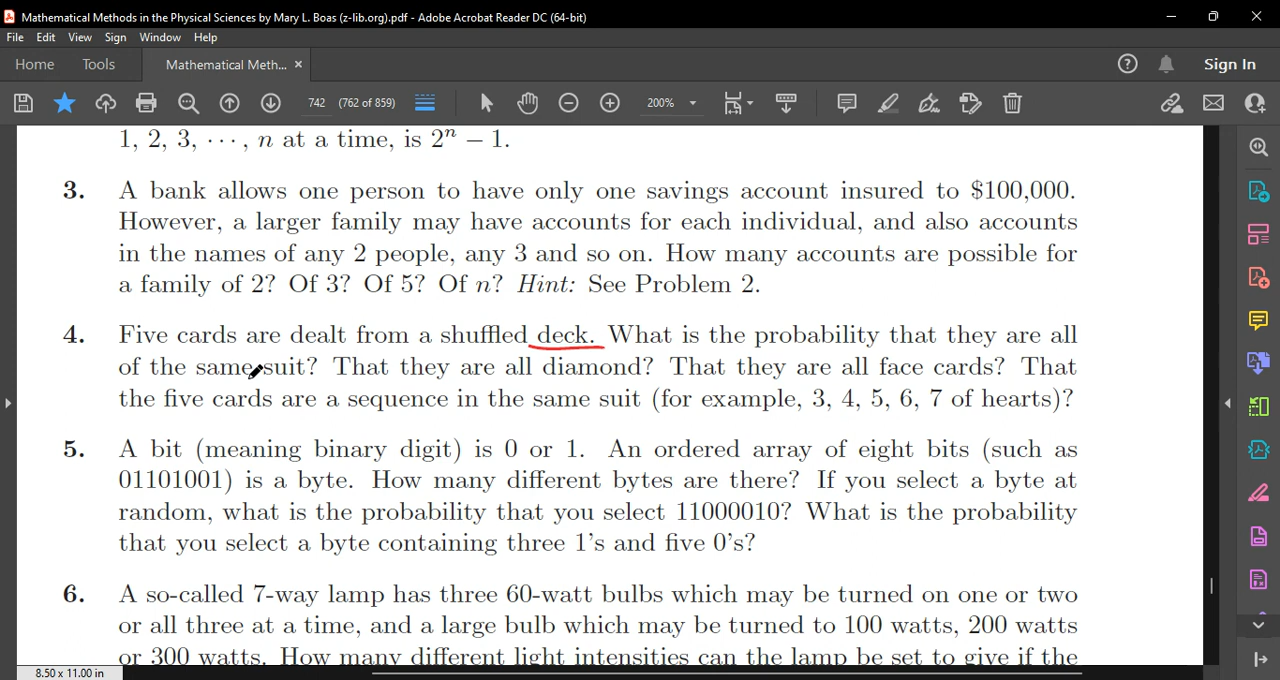 Mathematical Methods in the Physical Sciences by Mary L. Boas (z-lib.org).pdf - Adobe Acrobat Reader DC (64-bit)
File Edit View Sign Window Help
Home Tools Mathematical Meth... × Sign In
742 (762 of 859) 200%
1, 2, 3, ···, n at a time, is 2ⁿ − 1.
3. A bank allows one person to have only one savings account insured to $100,000.
However, a larger family may have accounts for each individual, and also accounts
in the names of any 2 people, any 3 and so on. How many accounts are possible for
a family of 2? Of 3? Of 5? Of n? Hint: See Problem 2.
4. Five cards are dealt from a shuffled deck. What is the probability that they are all
of the same suit? That they are all diamond? That they are all face cards? That
the five cards are a sequence in the same suit (for example, 3, 4, 5, 6, 7 of hearts)?
5. A bit (meaning binary digit) is 0 or 1. An ordered array of eight bits (such as
01101001) is a byte. How many different bytes are there? If you select a byte at
random, what is the probability that you select 11000010? What is the probability
that you select a byte containing three 1's and five 0's?
6. A so-called 7-way lamp has three 60-watt bulbs which may be turned on one or two
or all three at a time, and a large bulb which may be turned to 100 watts, 200 watts
or 300 watts. How many different light intensities can the lamp be set to give if the
8.50 x 11.00 in